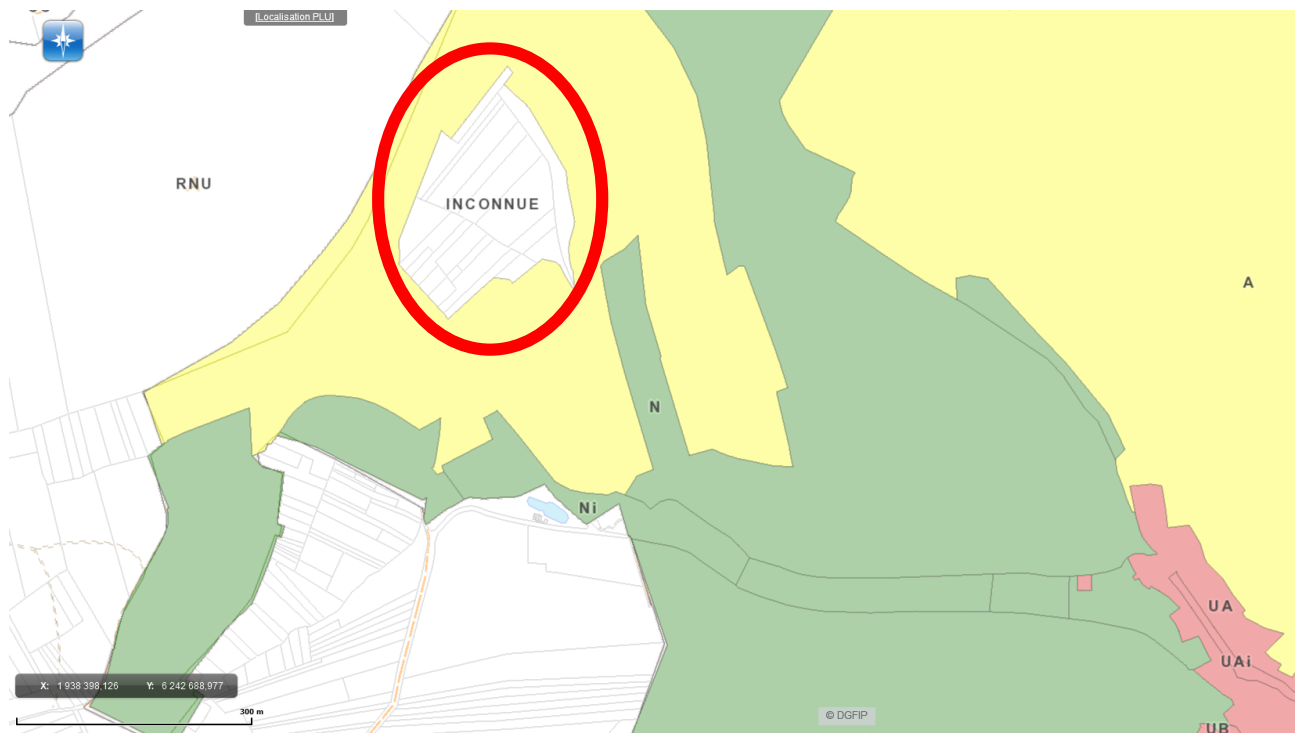 [Localisation PLU]
RNU
INCONNUE
A
N
Ni
UA
UAi
X: 1 938 398,126 Y: 6 242 688,977
300 m
© DGFIP
UB